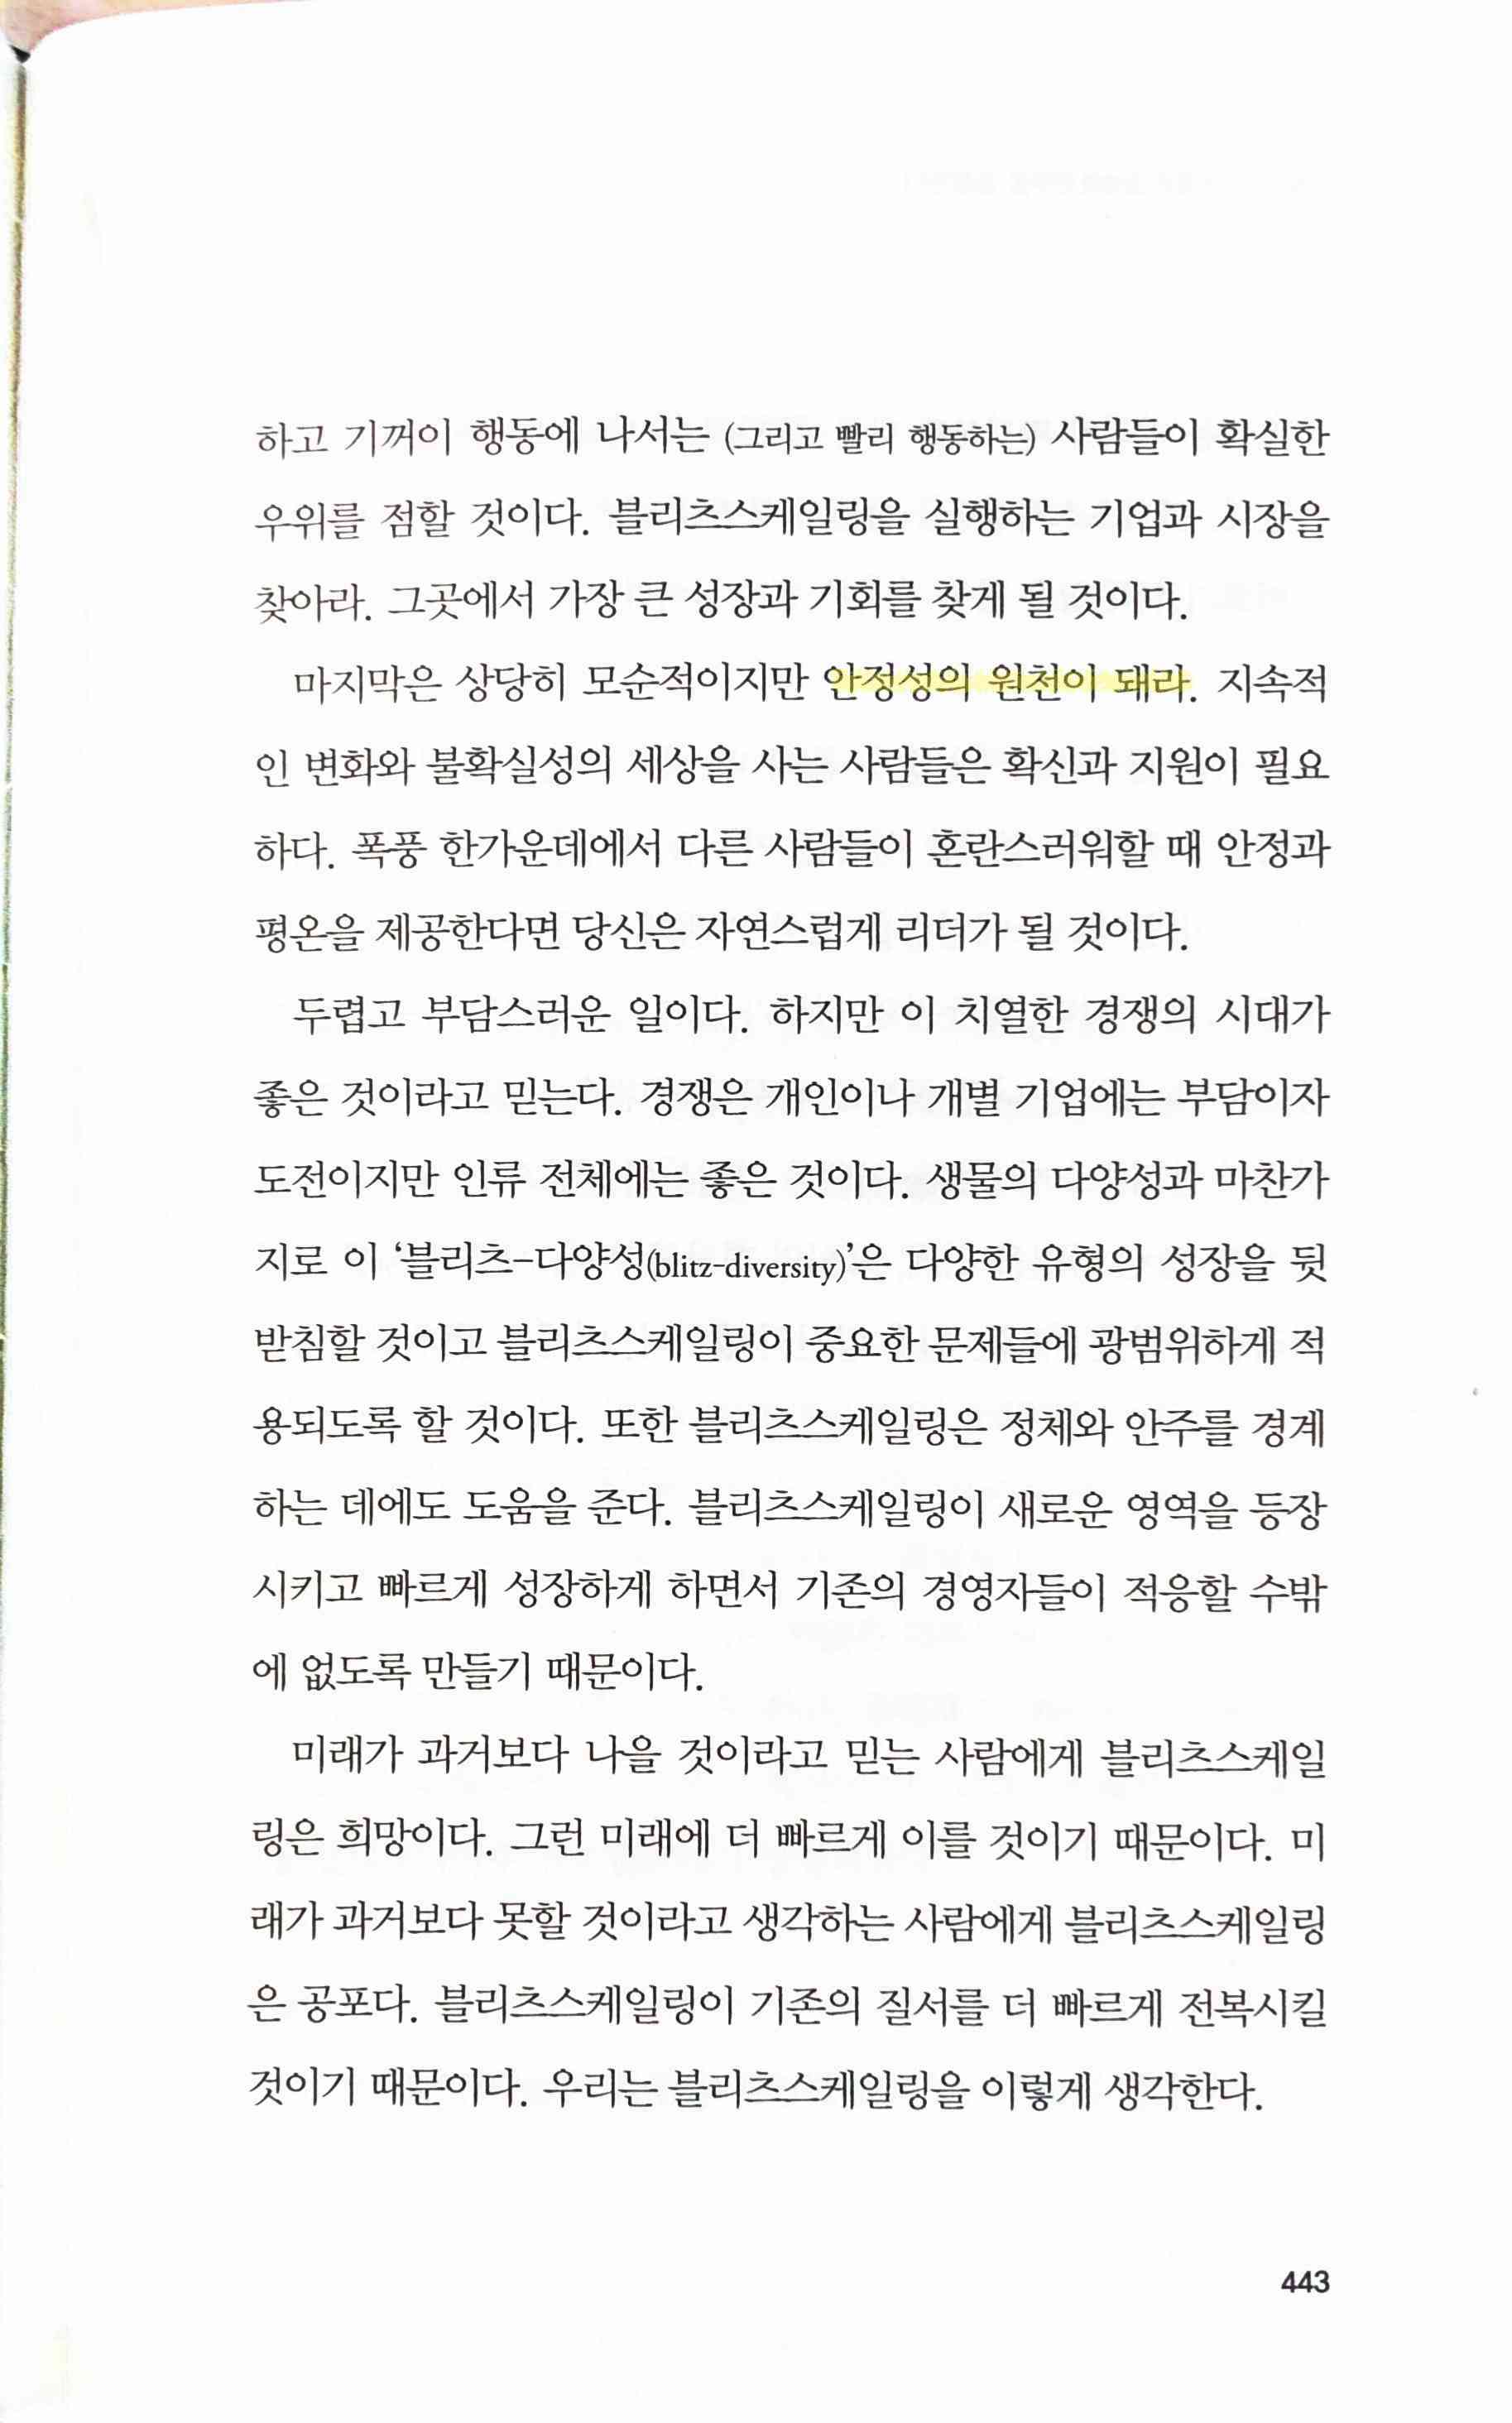 하고 기꺼이 행동에 나서는 (그리고 빨리 행동하는) 사람들이 확실한
우위를 점할 것이다. 블리츠스케일링을 실행하는 기업과 시장을
찾아라. 그곳에서 가장 큰 성장과 기회를 찾게 될 것이다.
마지막은 상당히 모순적이지만 안정성의 원천이 돼라. 지속적
인 변화와 불확실성의 세상을 사는 사람들은 확신과 지원이 필요
하다. 폭풍 한가운데에서 다른 사람들이 혼란스러워할 때 안정과
평온을 제공한다면 당신은 자연스럽게 리더가 될 것이다.
두렵고 부담스러운 일이다. 하지만 이 치열한 경쟁의 시대가
좋은 것이라고 믿는다. 경쟁은 개인이나 개별 기업에는 부담이자
도전이지만 인류 전체에는 좋은 것이다. 생물의 다양성과 마찬가
지로 이 ‘블리츠-다양성(blitz-diversity)’은 다양한 유형의 성장을 뒷
받침할 것이고 블리츠스케일링이 중요한 문제들에 광범위하게 적
용되도록 할 것이다. 또한 블리츠스케일링은 정체와 안주를 경계
하는 데에도 도움을 준다. 블리츠스케일링이 새로운 영역을 등장
시키고 빠르게 성장하게 하면서 기존의 경영자들이 적응할 수밖
에 없도록 만들기 때문이다.
미래가 과거보다 나을 것이라고 믿는 사람에게 블리츠스케일
링은 희망이다. 그런 미래에 더 빠르게 이를 것이기 때문이다. 미
래가 과거보다 못할 것이라고 생각하는 사람에게 블리츠스케일링
은 공포다. 블리츠스케일링이 기존의 질서를 더 빠르게 전복시킬
것이기 때문이다. 우리는 블리츠스케일링을 이렇게 생각한다.
443